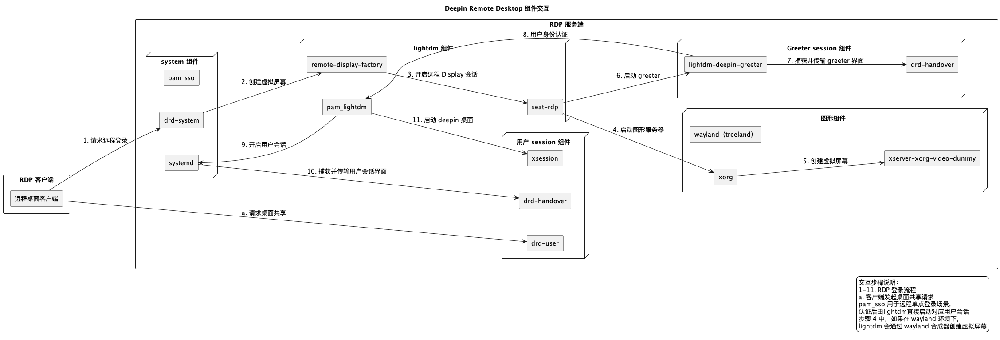 Deepin Remote Desktop 组件交互
RDP 服务端
8. 用户身份认证
lightdm 组件
Greeter session 组件
system 组件
remote-display-factory
lightdm-deepin-greeter
7. 捕获并传输 greeter 界面
drd-handover
pam_sso
2. 创建虚拟屏幕
3. 开启远程 Display 会话
6. 启动 greeter
pam_lightdm
seat-rdp
drd-system
11. 启动 deepin 桌面
图形组件
4. 启动图形服务器
wayland（treeland）
1. 请求远程登录
9. 开启用户会话
用户 session 组件
xsession
xserver-xorg-video-dummy
5. 创建虚拟屏幕
systemd
10. 捕获并传输用户会话界面
xorg
RDP 客户端
远程桌面客户端
drd-handover
a. 请求桌面共享
drd-user
交互步骤说明：
1-11. RDP 登录流程
a. 客户端发起桌面共享请求
pam_sso 用于远程单点登录场景，
认证后由lightdm直接启动对应用户会话
步骤 4 中，如果在 wayland 环境下，
lightdm 会通过 wayland 合成器创建虚拟屏幕